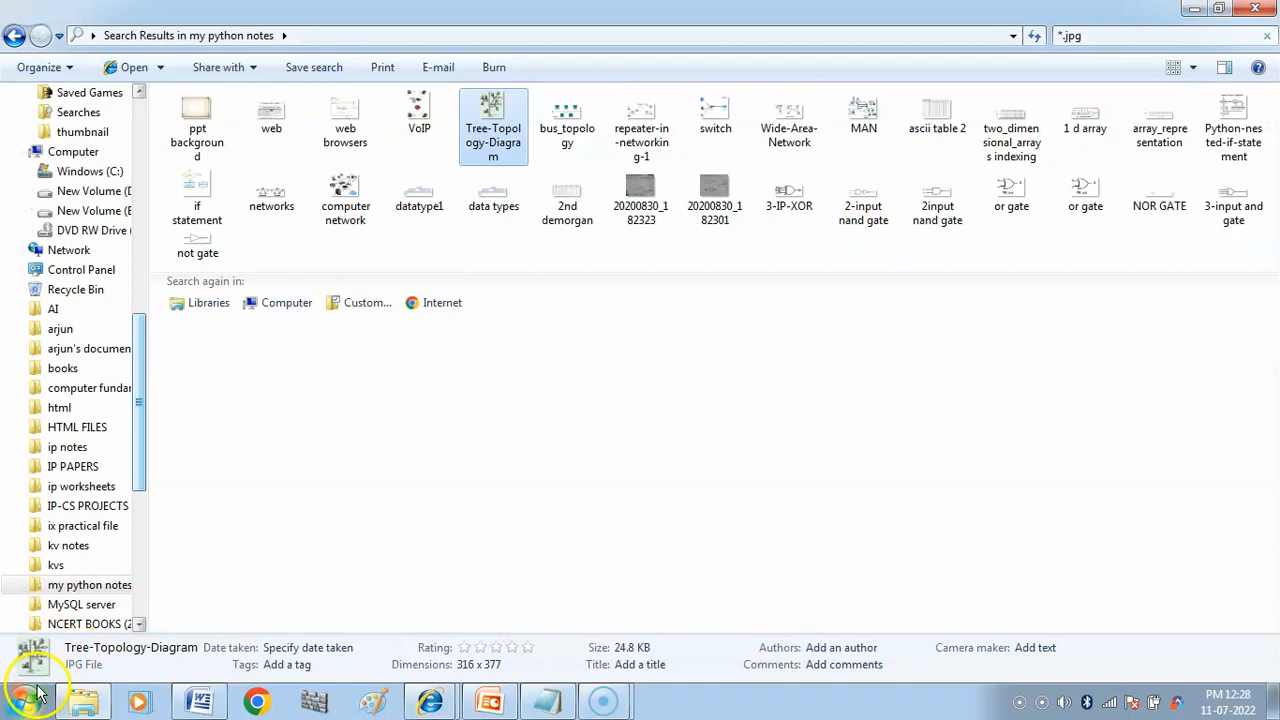 Search Results in my python notes
*.jpg
Organize
Open
Share with
Save search
Print
E-mail
Burn
Saved Games
Searches
thumbnail
Computer
Windows (C:)
New Volume (D
New Volume (E
DVD RW Drive (
Network
Control Panel
Recycle Bin
AI
arjun
arjun's documen
books
computer fundar
html
HTML FILES
ip notes
IP PAPERS
ip worksheets
IP-CS PROJECTS
ix practical file
kv notes
kvs
my python notes
MySQL server
NCERT BOOKS (2
ppt
backgroun
d
web
web
browsers
VoIP
Tree-Topol
ogy-Diagra
m
bus_topolo
gy
repeater-in
-networkin
g-1
switch
Wide-Area-
Network
MAN
ascii table 2
two_dimen
sional_array
s indexing
1 d array
array_repre
sentation
Python-nes
ted-if-state
ment
if
statement
networks
computer
network
datatype1
data types
2nd
demorgan
20200830_1
82323
20200830_1
82301
3-IP-XOR
2-input
nand gate
2input
nand gate
or gate
or gate
NOR GATE
3-input and
gate
not gate
Search again in:
Libraries
Computer
Custom...
Internet
Tree-Topology-Diagram
JPG File
Date taken: Specify date taken
Tags: Add a tag
Rating:
Dimensions: 316 x 377
Size: 24.8 KB
Title: Add a title
Authors: Add an author
Comments: Add comments
Camera maker: Add text
PM 12:28
11-07-2022